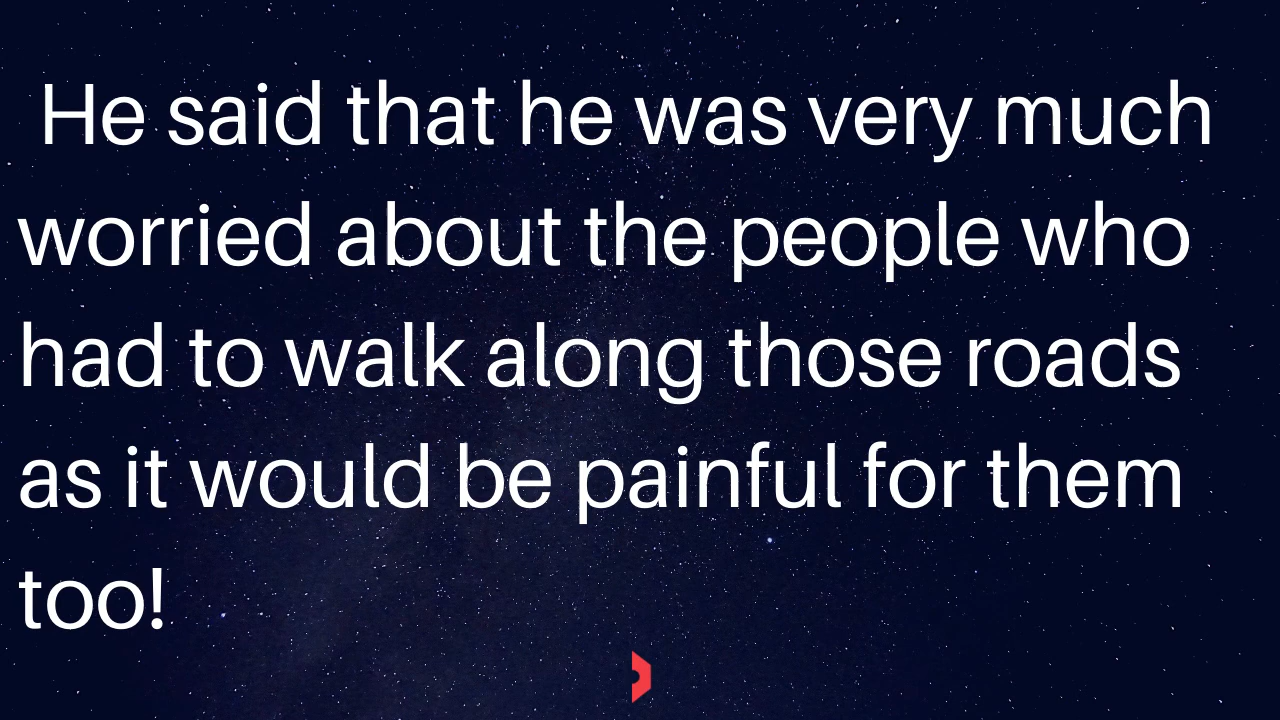 He said that he was very much
worried about the people who
had to walk along those roads
as it would be painful for them
too!